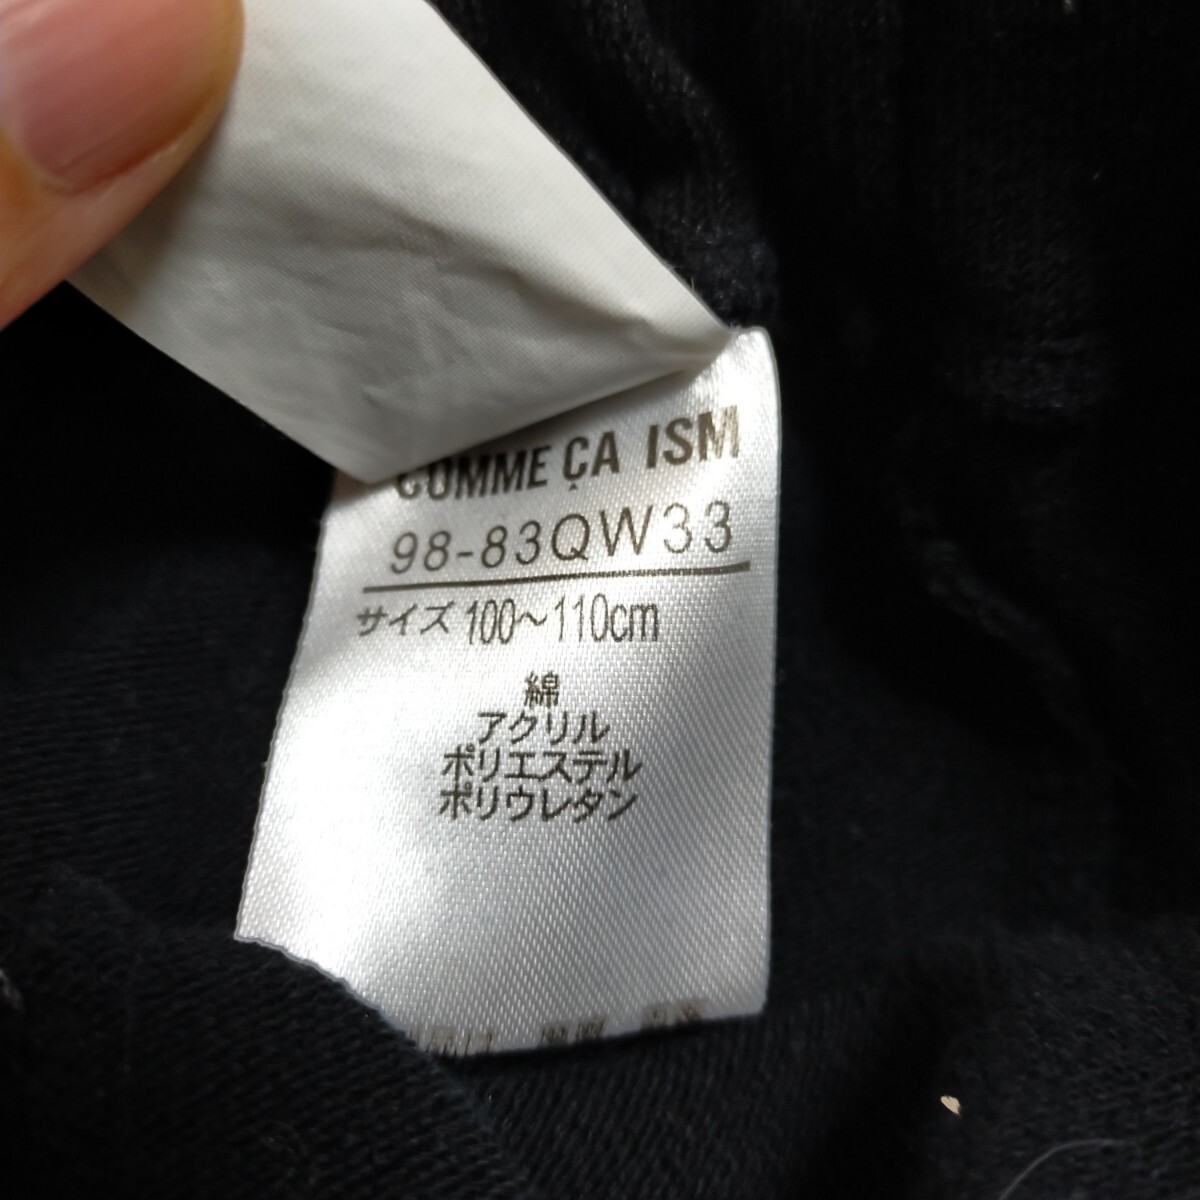 COMME ÇA ISM
98-83QW33
サイズ 100～110cm
綿
アクリル
ポリエステル
ポリウレタン